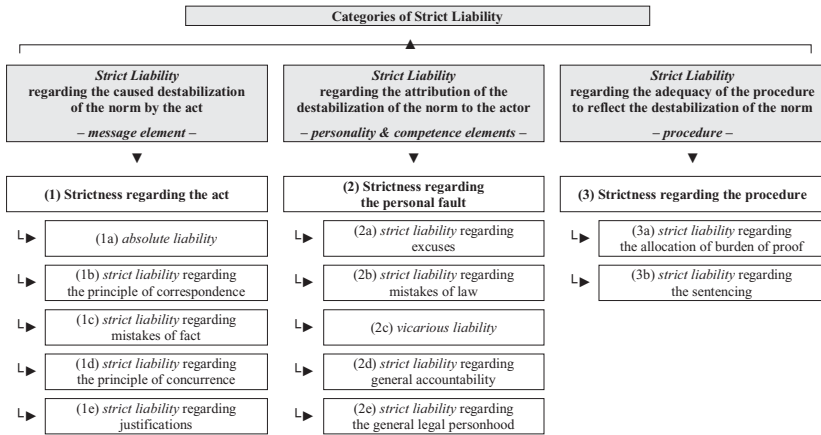 Categories of Strict Liability
Strict Liability
regarding the caused destabilization
of the norm by the act
– message element –
Strict Liability
regarding the attribution of the
destabilization of the norm to the actor
– personality & competence elements –
Strict Liability
regarding the adequacy of the procedure
to reflect the destabilization of the norm
– procedure –
(1) Strictness regarding the act
(1a) absolute liability
(1b) strict liability regarding
the principle of correspondence
(1c) strict liability regarding
mistakes of fact
(1d) strict liability regarding
the principle of concurrence
(1e) strict liability regarding
justifications
(2) Strictness regarding
the personal fault
(2a) strict liability regarding
excuses
(2b) strict liability regarding
mistakes of law
(2c) vicarious liability
(2d) strict liability regarding
general accountability
(2e) strict liability regarding
the general legal personhood
(3) Strictness regarding the procedure
(3a) strict liability regarding
the allocation of burden of proof
(3b) strict liability regarding
the sentencing